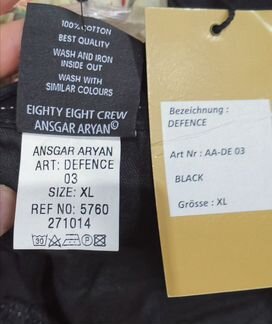 100% COTTON
BEST QUALITY
WASH AND IRON
INSIDE OUT
WASH WITH
SIMILAR COLOURS
EIGHTY EIGHT CREW
ANSGAR ARYAN©
ANSGAR ARYAN
ART: DEFENCE
03
SIZE: XL
REF NO: 5760
271014
30
Bezeichnung :
DEFENCE
Art Nr : AA-DE 03
BLACK
Grösse : XL